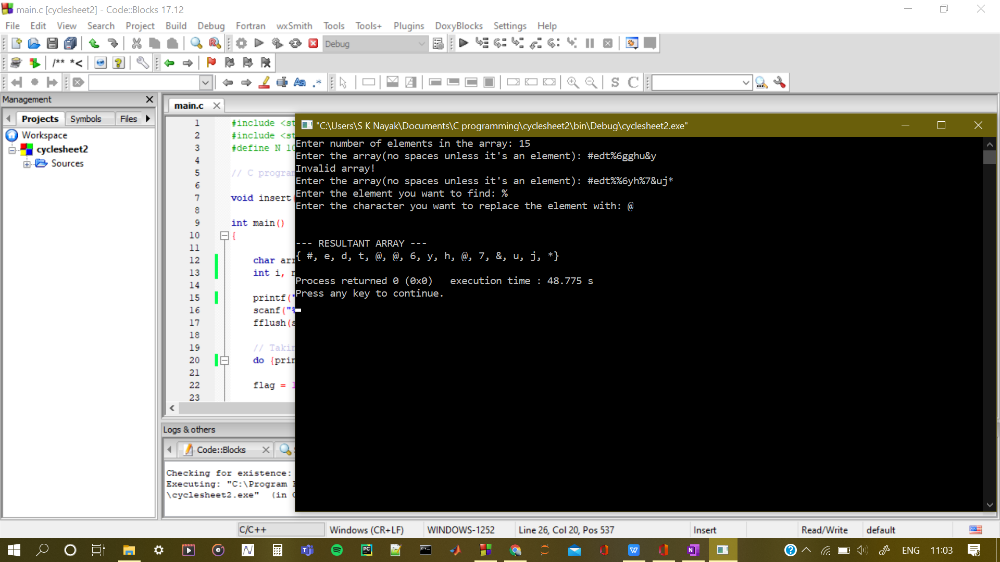 main.c [cyclesheet2] - Code::Blocks 17.12
File Edit View Search Project Build Debug Fortran wxSmith Tools Tools+ Plugins DoxyBlocks Settings Help
Debug
/** *<
S C
Management
Projects Symbols Files
Workspace
cyclesheet2
Sources
main.c
1 #include <st
2 #include <st
3 #define N 10
4
5 // C program
6
7 void insert(
8
9 int main()
10 {
11
12 char arr
13 int i, n
14
15 printf("
16 scanf("%
17 fflush(s
18
19 // Takin
20 do {prin
21
22 flag = 1
23
"C:\Users\S K Nayak\Documents\C programming\cyclesheet2\bin\Debug\cyclesheet2.exe"
Enter number of elements in the array: 15
Enter the array(no spaces unless it's an element): #edt%6gghu&y
Invalid array!
Enter the array(no spaces unless it's an element): #edt%%6yh%7&uj*
Enter the element you want to find: %
Enter the character you want to replace the element with: @
--- RESULTANT ARRAY ---
{ #, e, d, t, @, @, 6, y, h, @, 7, &, u, j, *}
Process returned 0 (0x0)   execution time : 48.775 s
Press any key to continue.
Logs & others
Code::Blocks
Checking for existence:
Executing: "C:\Program
\cyclesheet2.exe"  (in
C/C++ Windows (CR+LF) WINDOWS-1252 Line 26, Col 20, Pos 537 Insert Read/Write default
ENG 11:03